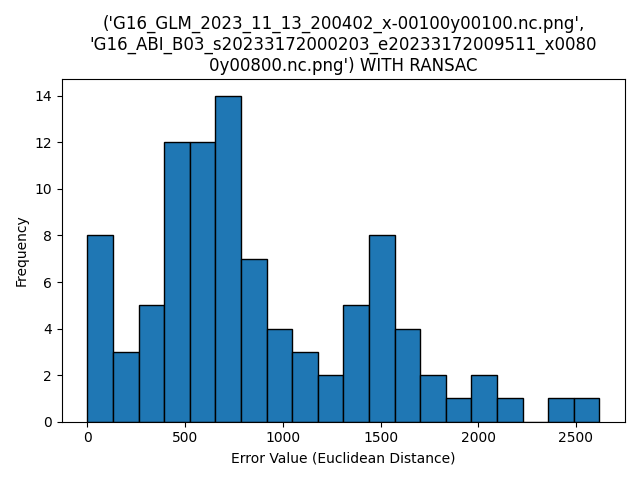 ('G16_GLM_2023_11_13_200402_x-00100y00100.nc.png',
'G16_ABI_B03_s20233172000203_e20233172009511_x0080
0y00800.nc.png') WITH RANSAC
14
12
10
8
6
4
2
0
Frequency
0 500 1000 1500 2000 2500
Error Value (Euclidean Distance)